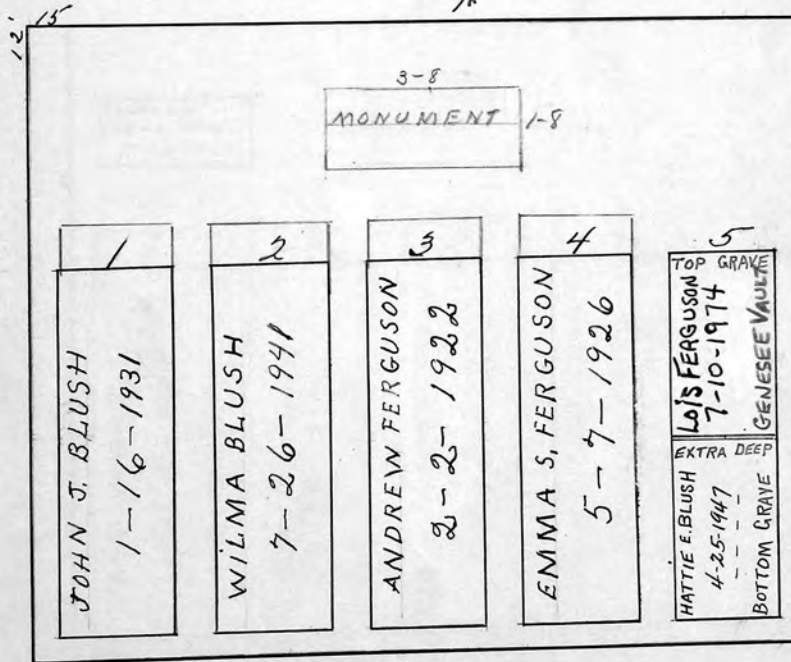 15
12'
3-8
MONUMENT
1-8
1
JOHN J. BLUSH
1-16-1931
2
WILMA BLUSH
7-26-1941
3
ANDREW FERGUSON
2-2-1922
4
EMMA S. FERGUSON
5-7-1926
5
TOP GRAVE
LOIS FERGUSON
7-10-1974
GENESEE VAULT
EXTRA DEEP
HATTIE E. BLUSH
4-25-1947
BOTTOM GRAVE